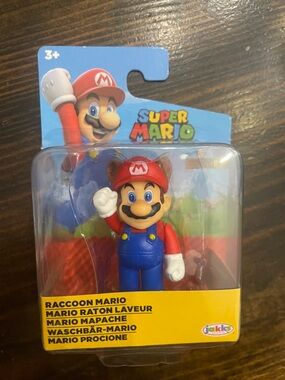 3+
SUPER
MARIO
M
RACCOON MARIO
MARIO RATON LAVEUR
MARIO MAPACHE
WASCHBÄR-MARIO
MARIO PROCIONE
jakks